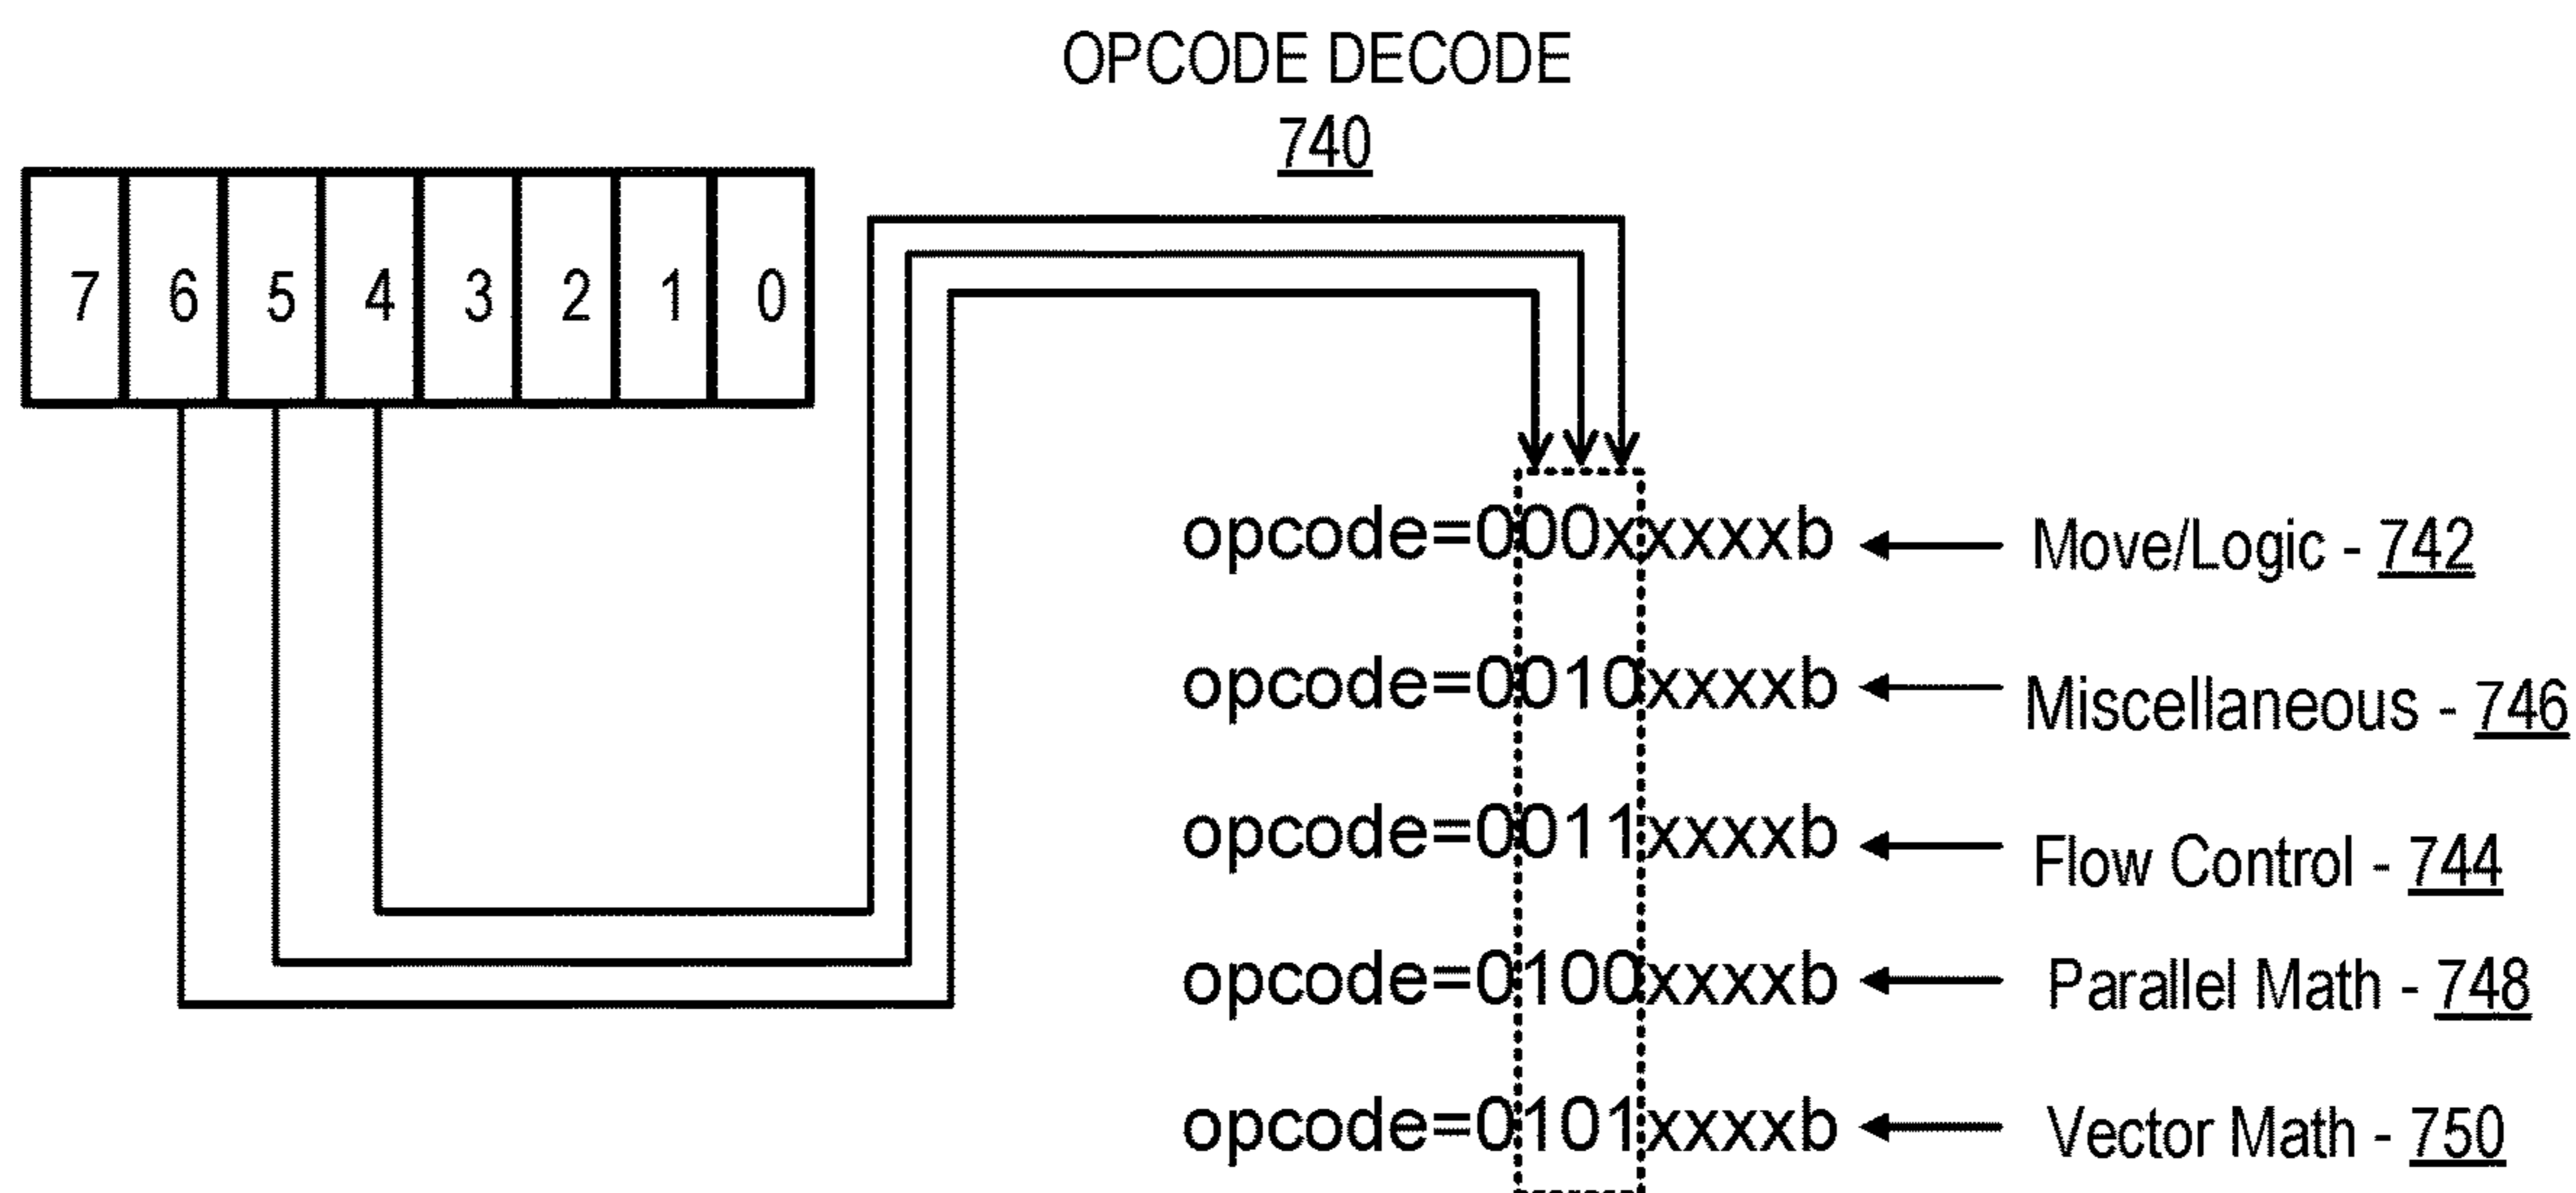 OPCODE DECODE
740
7 6 5 4 3 2 1 0
opcode=000xxxxxb Move/Logic - 742
opcode=0010xxxxb Miscellaneous - 746
opcode=0011xxxxb Flow Control - 744
opcode=0100xxxxb Parallel Math - 748
opcode=0101xxxxb Vector Math - 750